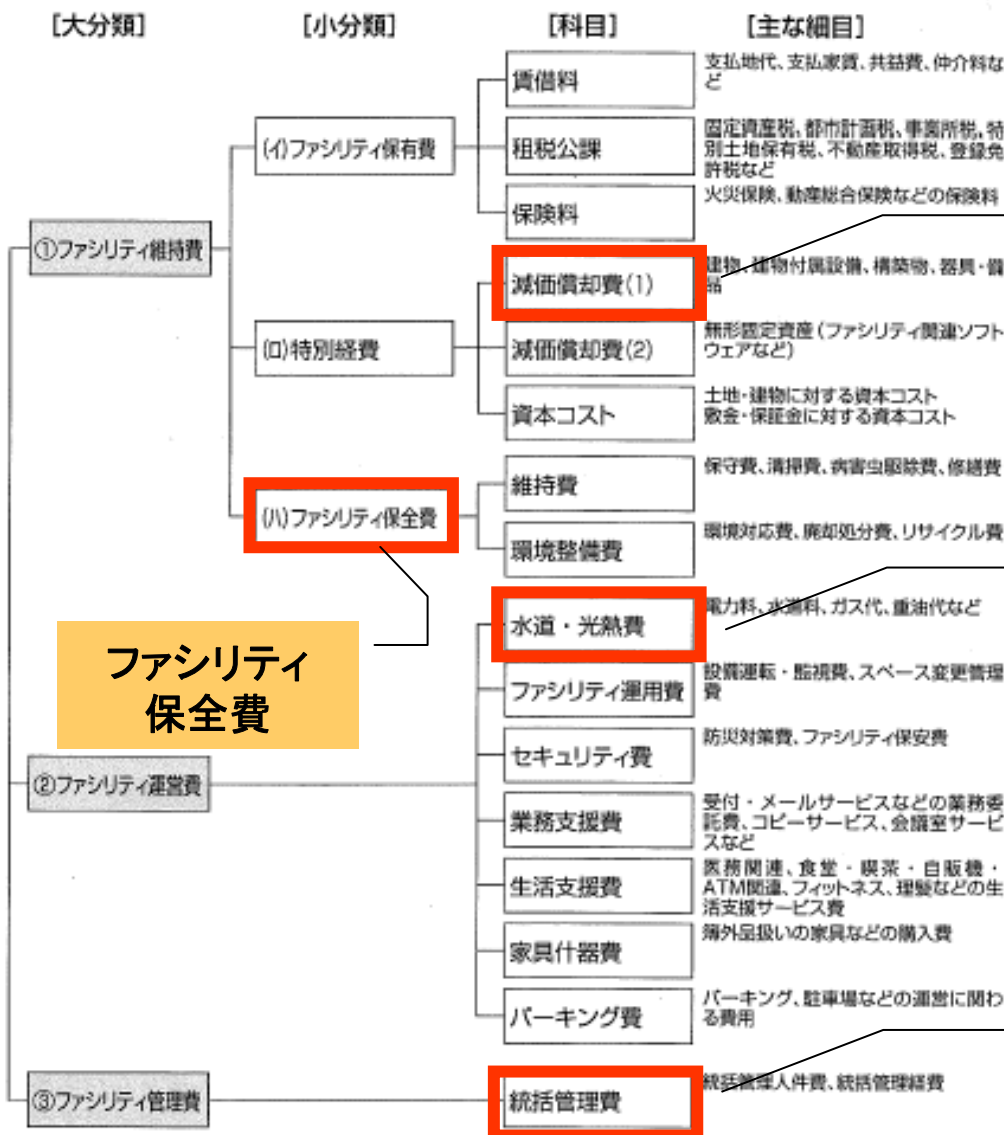 [大分類] [小分類] [科目] [主な細目]
賃借料
支払地代、支払家賃、共益費、仲介料な
ど
(イ)ファシリティ保有費
租税公課
固定資産税、都市計画税、事業所税、特
別土地保有税、不動産取得税、登録免
許税など
保険料
火災保険、動産総合保険などの保険料
①ファシリティ維持費
減価償却費(1)
建物、建物付属設備、構築物、器具・備
品
(ロ)特別経費
減価償却費(2)
無形固定資産(ファシリティ関連ソフト
ウェアなど)
資本コスト
土地・建物に対する資本コスト
敷金・保証金に対する資本コスト
維持費
保守費、清掃費、病害虫駆除費、修繕費
(ハ)ファシリティ保全費
環境整備費
環境対応費、廃却処分費、リサイクル費
水道・光熱費
電力料、水道料、ガス代、重油代など
ファシリティ
保全費
ファシリティ運用費
設備運転・監視費、スペース変更管理
費
セキュリティ費
防災対策費、ファシリティ保安費
②ファシリティ運営費
業務支援費
受付・メールサービスなどの業務委
託費、コピーサービス、会議室サービ
スなど
生活支援費
医務関連、食堂・喫茶・自販機・
ATM関連、フィットネス、理髪などの生
活支援サービス費
家具什器費
簿外品扱いの家具などの購入費
パーキング費
パーキング、駐車場などの運営に関わ
る費用
③ファシリティ管理費
統括管理費
統括管理人件費、統括管理経費